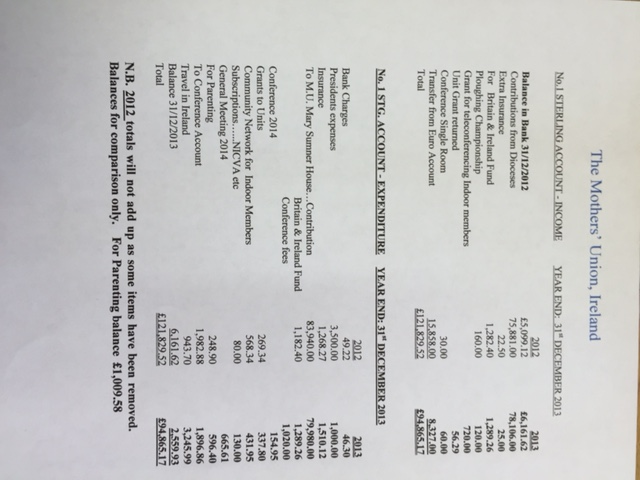 The Mothers' Union, Ireland
No.1 STERLING ACCOUNT - INCOME YEAR END: 31st DECEMBER 2013
2012 2013
Balance in Bank 31/12/2012 £5,099.12 £6,161.62
Contributions from Dioceses 75,881.00 78,106.00
Extra Insurance 22.50 25.00
For Britain & Ireland Fund 1,282.40 1,289.26
Ploughing Championship 160.00 120.00
Grant for teleconferencing Indoor members 720.00
Unit Grant returned 56.29
Conference Single Room 30.00 60.00
Transfer from Euro Account 15,858.00 8,327.00
Total £121,829.52 £94,865.17
No.1 STG. ACCOUNT - EXPENDITURE YEAR END: 31st DECEMBER 2013
2012 2013
Bank Charges 49.22 46.30
Presidents expenses 3,500.00 1,000.00
Insurance 1,268.27 1,510.12
To M.U. Mary Sumner House...Contribution 83,940.00 79,980.00
Britain & Ireland Fund 1,182.40 1,289.26
Conference fees 1,020.00
Conference 2014 154.95
Grants to Units 269.34 337.80
Community Network for Indoor Members 568.34 431.95
Subscriptions......NICVA etc 80.00 130.00
General Meeting 2014 665.61
For Parenting 248.90 596.40
To Conference Account 1,982.88 1,896.86
Travel in Ireland 943.70 3,245.99
Balance 31/12/2013 6,161.62 2,559.93
Total £121,829.52 £94,865.17
N.B. 2012 totals will not add up as some items have been removed.
Balances for comparison only. For Parenting balance £1,009.58